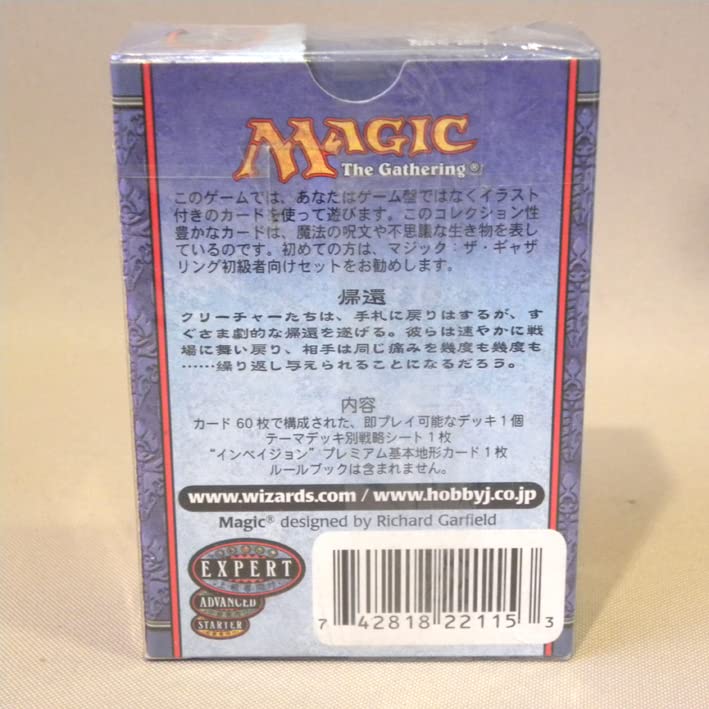 MAGIC
The Gathering®
このゲームでは、あなたはゲーム盤ではなくイラスト
付きのカードを使って遊びます。このコレクション性
豊かなカードは、魔法の呪文や不思議な生き物を表し
ているのです。初めての方は、マジック：ザ・ギャザ
リング初級者向けセットをお勧めします。
帰還
クリーチャーたちは、手札に戻りはするが、す
ぐさま劇的な帰還を遂げる。彼らは速やかに戦
場に舞い戻り、相手は同じ痛みを幾度も幾度も
……繰り返し与えられることになるだろう。
内容
カード 60 枚で構成された、即プレイ可能なデッキ 1 個
テーマデッキ別戦略シート 1 枚
“インベイジョン” プレミアム基本地形カード 1 枚
ルールブックは含まれません。
www.wizards.com / www.hobbyj.co.jp
Magic® designed by Richard Garfield
EXPERT
ADVANCED
STARTER
7 42818 22115 3